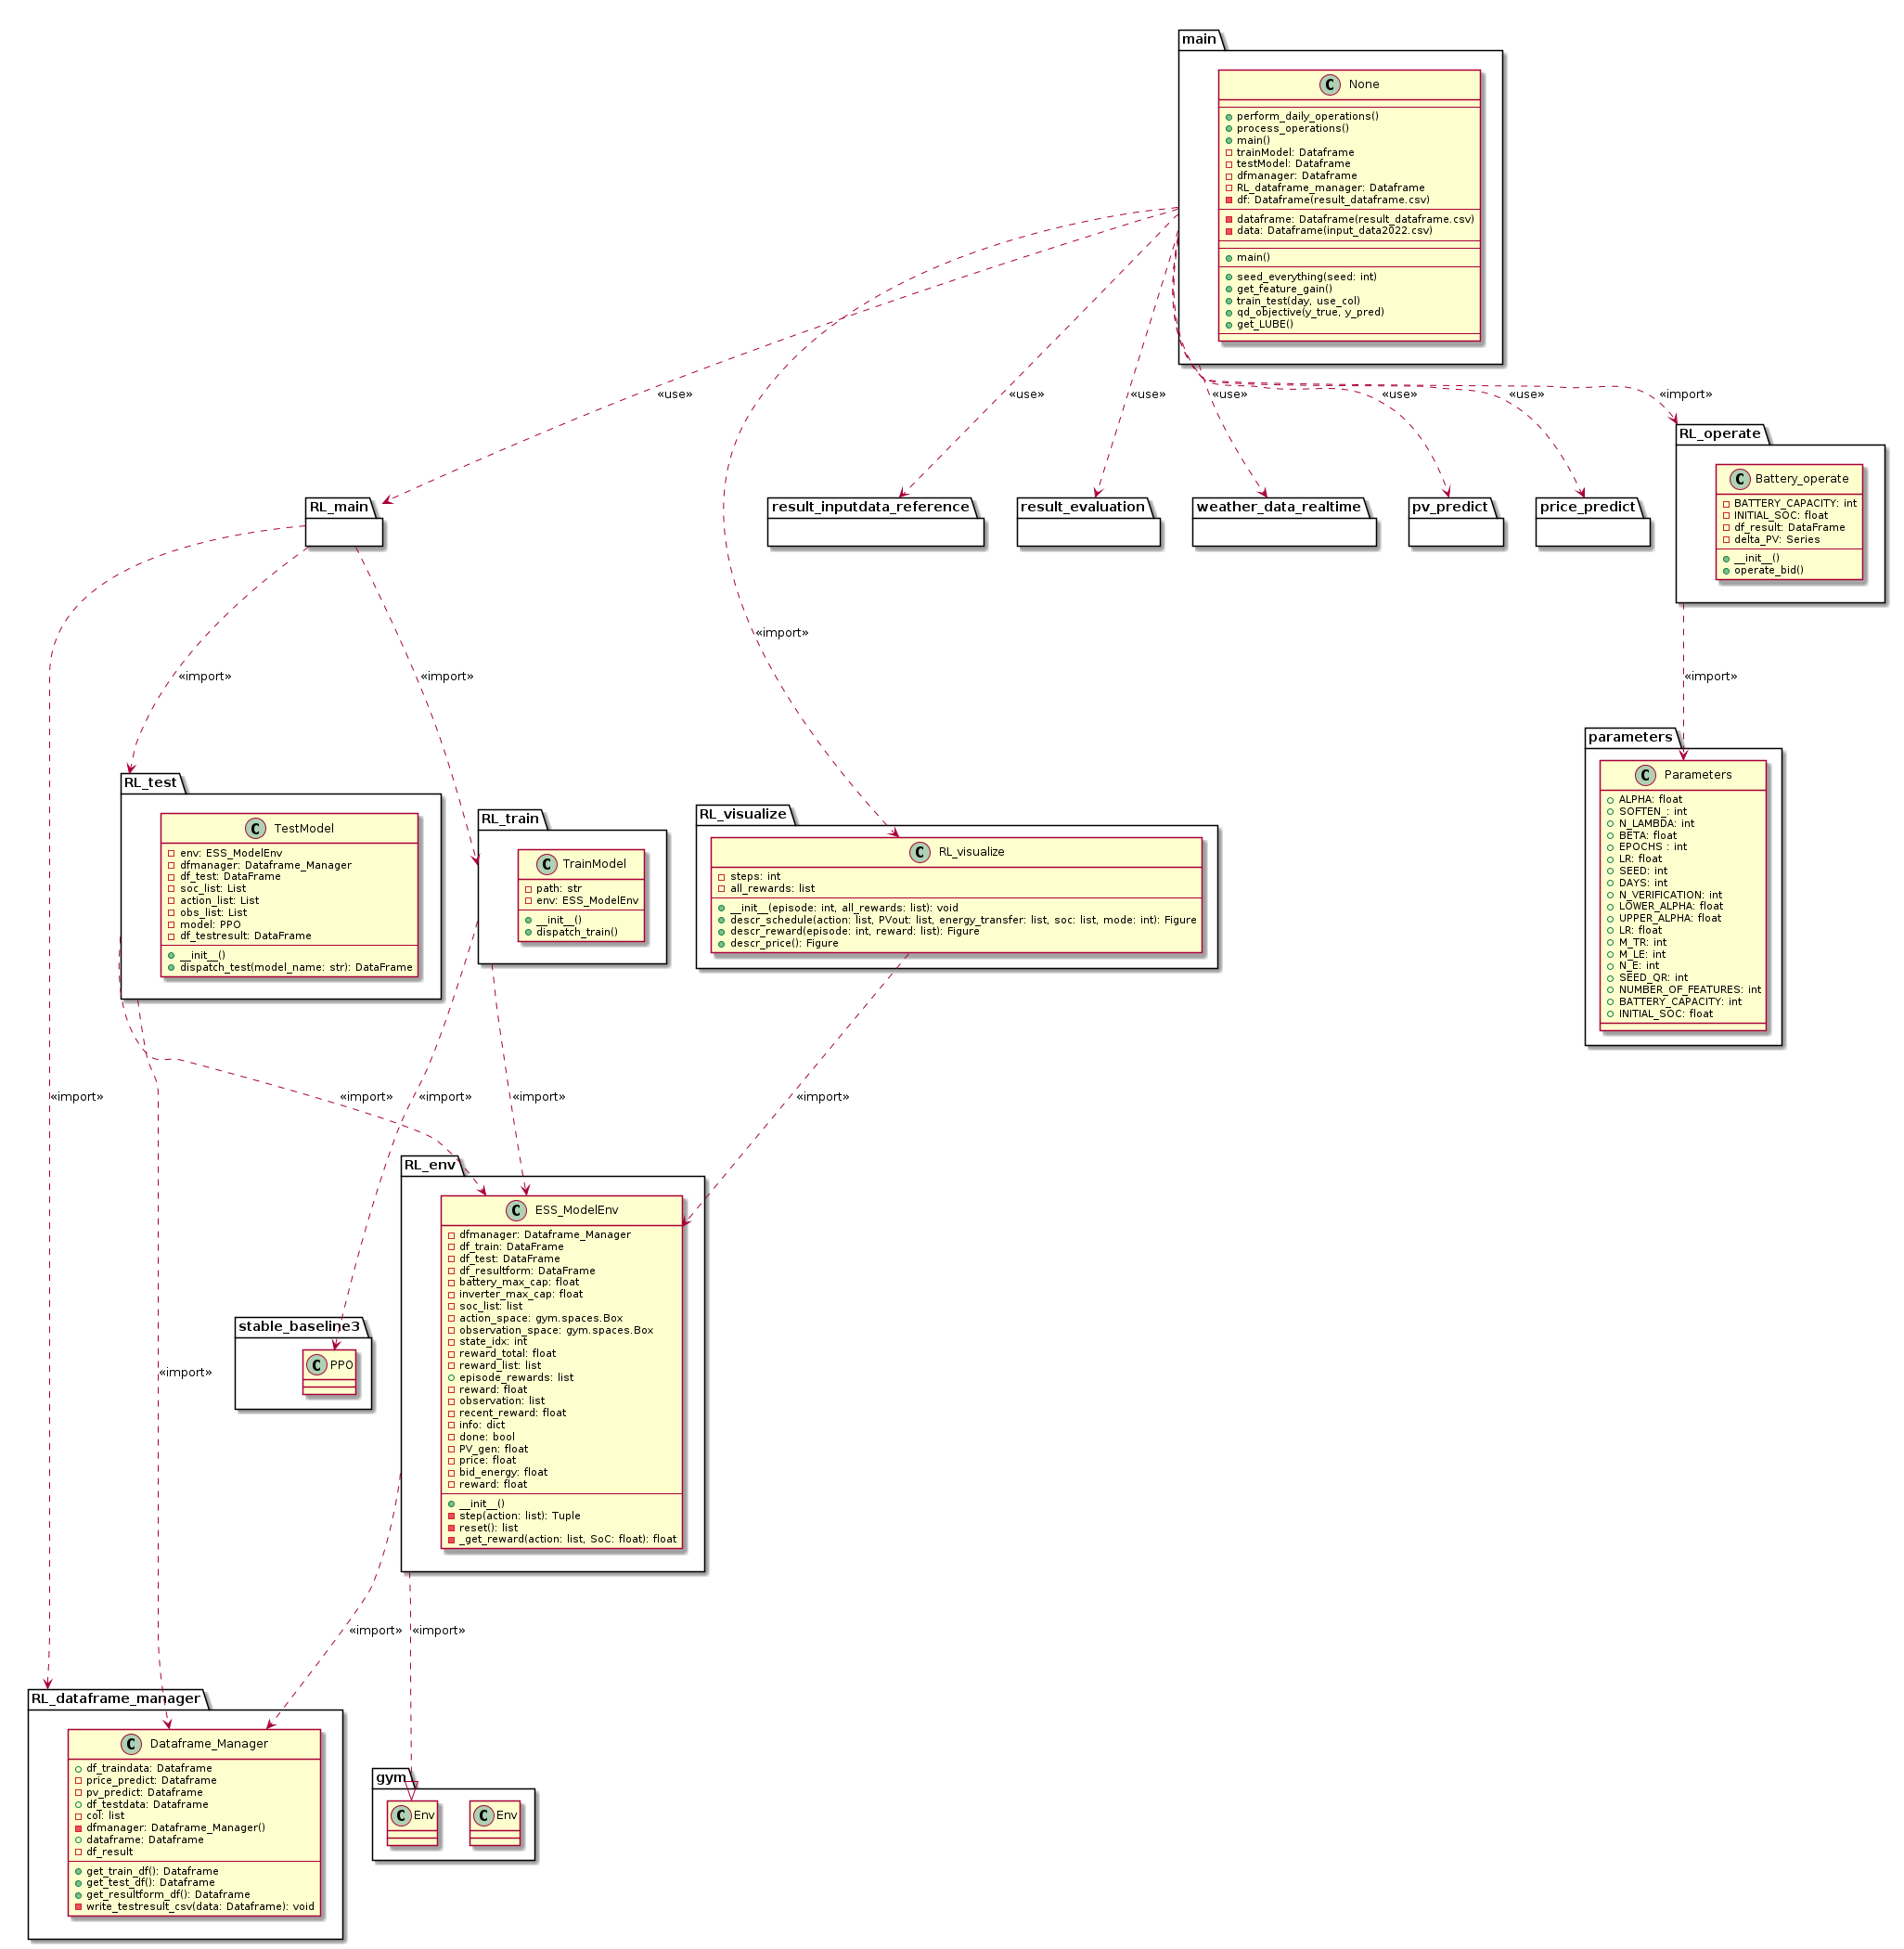 main
None
perform_daily_operations()
process_operations()
main()
trainModel: Dataframe
testModel: Dataframe
dfmanager: Dataframe
RL_dataframe_manager: Dataframe
df: Dataframe(result_dataframe.csv)
dataframe: Dataframe(result_dataframe.csv)
data: Dataframe(input_data2022.csv)
main()
seed_everything(seed: int)
get_feature_gain()
train_test(day, use_col)
qd_objective(y_true, y_pred)
get_LUBE()
«use»
«use»
«use»
«use»
«use»
«use»
«import»
RL_operate
Battery_operate
BATTERY_CAPACITY: int
INITIAL_SOC: float
df_result: DataFrame
delta_PV: Series
__init__()
operate_bid()
RL_main
result_inputdata_reference
result_evaluation
weather_data_realtime
pv_predict
price_predict
«import»
«import»
«import»
«import»
parameters
Parameters
ALPHA: float
SOFTEN_: int
N_LAMBDA: int
BETA: float
EPOCHS : int
LR: float
SEED: int
DAYS: int
N_VERIFICATION: int
LOWER_ALPHA: float
UPPER_ALPHA: float
LR: float
M_TR: int
M_LE: int
N_E: int
SEED_QR: int
NUMBER_OF_FEATURES: int
BATTERY_CAPACITY: int
INITIAL_SOC: float
RL_test
TestModel
env: ESS_ModelEnv
dfmanager: Dataframe_Manager
df_test: DataFrame
soc_list: List
action_list: List
obs_list: List
model: PPO
df_testresult: DataFrame
__init__()
dispatch_test(model_name: str): DataFrame
RL_train
TrainModel
path: str
env: ESS_ModelEnv
__init__()
dispatch_train()
RL_visualize
RL_visualize
steps: int
all_rewards: list
__init__(episode: int, all_rewards: list): void
descr_schedule(action: list, PVout: list, energy_transfer: list, soc: list, mode: int): Figure
descr_reward(episode: int, reward: list): Figure
descr_price(): Figure
«import»
«import»
«import»
«import»
«import»
RL_env
ESS_ModelEnv
dfmanager: Dataframe_Manager
df_train: DataFrame
df_test: DataFrame
df_resultform: DataFrame
battery_max_cap: float
inverter_max_cap: float
soc_list: list
action_space: gym.spaces.Box
observation_space: gym.spaces.Box
state_idx: int
reward_total: float
reward_list: list
episode_rewards: list
reward: float
observation: list
recent_reward: float
info: dict
done: bool
PV_gen: float
price: float
bid_energy: float
reward: float
__init__()
step(action: list): Tuple
reset(): list
_get_reward(action: list, SoC: float): float
stable_baseline3
PPO
«import»
«import»
«import»
RL_dataframe_manager
Dataframe_Manager
df_traindata: Dataframe
price_predict: Dataframe
pv_predict: Dataframe
df_testdata: Dataframe
col: list
dfmanager: Dataframe_Manager()
dataframe: Dataframe
df_result
get_train_df(): Dataframe
get_test_df(): Dataframe
get_resultform_df(): Dataframe
write_testresult_csv(data: Dataframe): void
gym
Env
Env